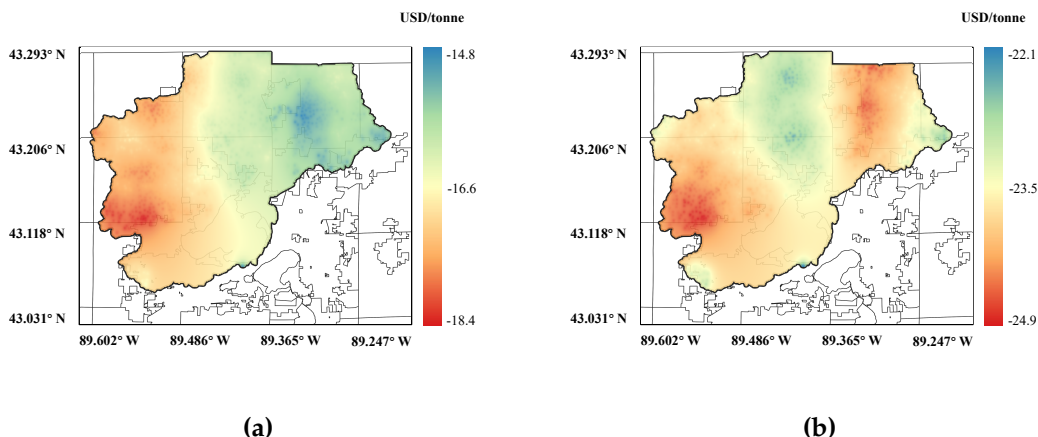 USD/tonne
43.293° N
43.206° N
43.118° N
43.031° N
89.602° W 89.486° W 89.365° W 89.247° W
-14.8
-16.6
-18.4
(a)
USD/tonne
43.293° N
43.206° N
43.118° N
43.031° N
89.602° W 89.486° W 89.365° W 89.247° W
-22.1
-23.5
-24.9
(b)